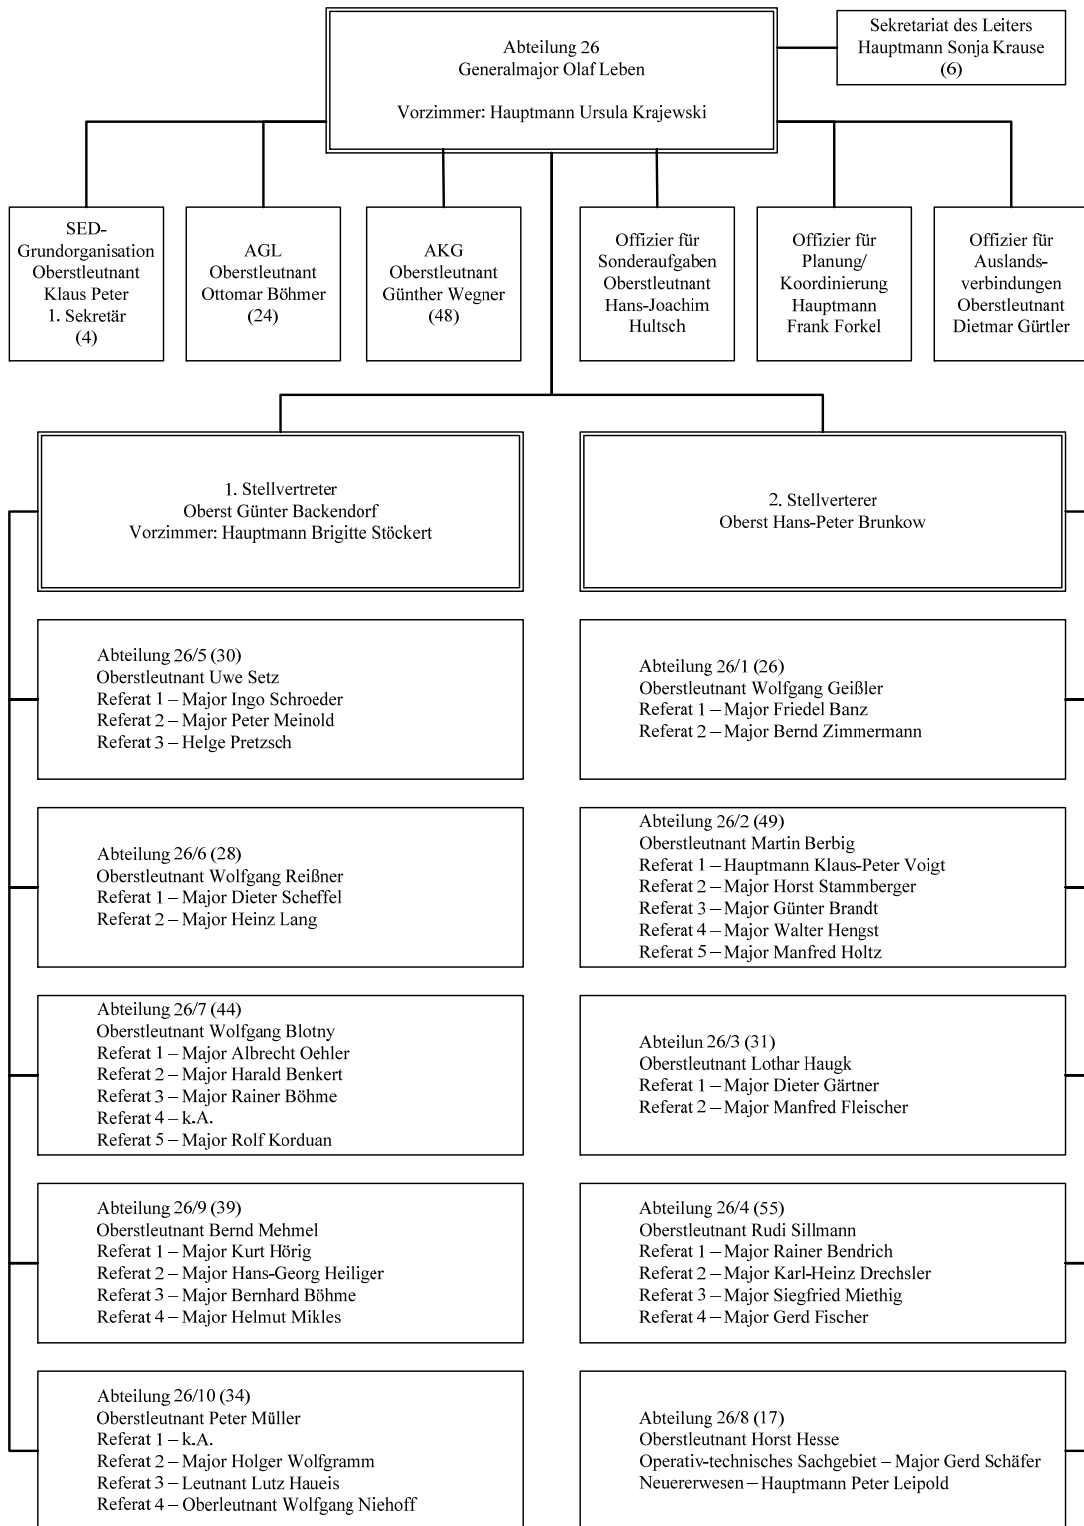 Abteilung 26
Generalmajor Olaf Leben
Vorzimmer: Hauptmann Ursula Krajewski
Sekretariat des Leiters
Hauptmann Sonja Krause
(6)
SED-
Grundorganisation
Oberstleutnant
Klaus Peter
1. Sekretär
(4)
AGL
Oberstleutnant
Ottomar Böhmer
(24)
AKG
Oberstleutnant
Günther Wegner
(48)
Offizier für
Sonderaufgaben
Oberstleutnant
Hans-Joachim
Hultsch
Offizier für
Planung/
Koordinierung
Hauptmann
Frank Forkel
Offizier für
Auslands-
verbindungen
Oberstleutnant
Dietmar Gürtler
1. Stellvertreter
Oberst Günter Backendorf
Vorzimmer: Hauptmann Brigitte Stöckert
2. Stellverterer
Oberst Hans-Peter Brunkow
Abteilung 26/5 (30)
Oberstleutnant Uwe Setz
Referat 1 – Major Ingo Schroeder
Referat 2 – Major Peter Meinold
Referat 3 – Helge Pretzsch
Abteilung 26/1 (26)
Oberstleutnant Wolfgang Geißler
Referat 1 – Major Friedel Banz
Referat 2 – Major Bernd Zimmermann
Abteilung 26/6 (28)
Oberstleutnant Wolfgang Reißner
Referat 1 – Major Dieter Scheffel
Referat 2 – Major Heinz Lang
Abteilung 26/2 (49)
Oberstleutnant Martin Berbig
Referat 1 – Hauptmann Klaus-Peter Voigt
Referat 2 – Major Horst Stammberger
Referat 3 – Major Günter Brandt
Referat 4 – Major Walter Hengst
Referat 5 – Major Manfred Holtz
Abteilung 26/7 (44)
Oberstleutnant Wolfgang Blotny
Referat 1 – Major Albrecht Oehler
Referat 2 – Major Harald Benkert
Referat 3 – Major Rainer Böhme
Referat 4 – k.A.
Referat 5 – Major Rolf Korduan
Abteilun 26/3 (31)
Oberstleutnant Lothar Haugk
Referat 1 – Major Dieter Gärtner
Referat 2 – Major Manfred Fleischer
Abteilung 26/9 (39)
Oberstleutnant Bernd Mehmel
Referat 1 – Major Kurt Hörig
Referat 2 – Major Hans-Georg Heiliger
Referat 3 – Major Bernhard Böhme
Referat 4 – Major Helmut Mikles
Abteilung 26/4 (55)
Oberstleutnant Rudi Sillmann
Referat 1 – Major Rainer Bendrich
Referat 2 – Major Karl-Heinz Drechsler
Referat 3 – Major Siegfried Miethig
Referat 4 – Major Gerd Fischer
Abteilung 26/10 (34)
Oberstleutnant Peter Müller
Referat 1 – k.A.
Referat 2 – Major Holger Wolfgramm
Referat 3 – Leutnant Lutz Haueis
Referat 4 – Oberleutnant Wolfgang Niehoff
Abteilung 26/8 (17)
Oberstleutnant Horst Hesse
Operativ-technisches Sachgebiet – Major Gerd Schäfer
Neuererwesen – Hauptmann Peter Leipold